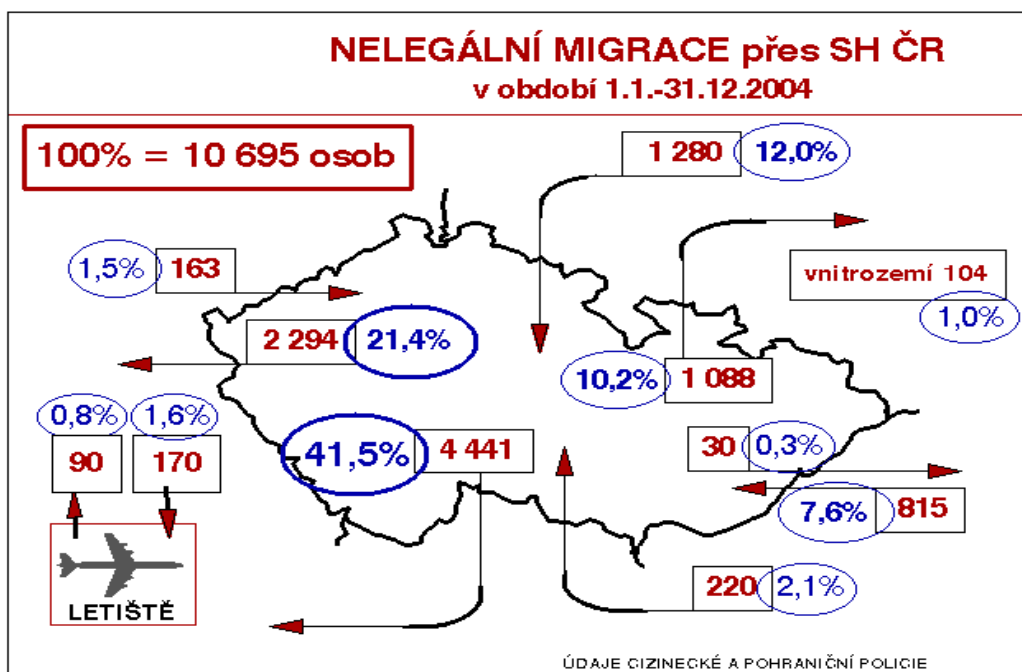 NELEGÁLNÍ MIGRACE přes SH ČR
v období 1.1.-31.12.2004
100% = 10 695 osob
1 280 12,0%
1,5% 163
vnitrozemí 104
1,0%
2 294 21,4%
10,2% 1 088
0,8% 1,6%
90 170
41,5% 4 441
30 0,3%
7,6% 815
220 2,1%
LETIŠTĚ
ÚDAJE CIZINECKÉ A POHRANIČNÍ POLICIE